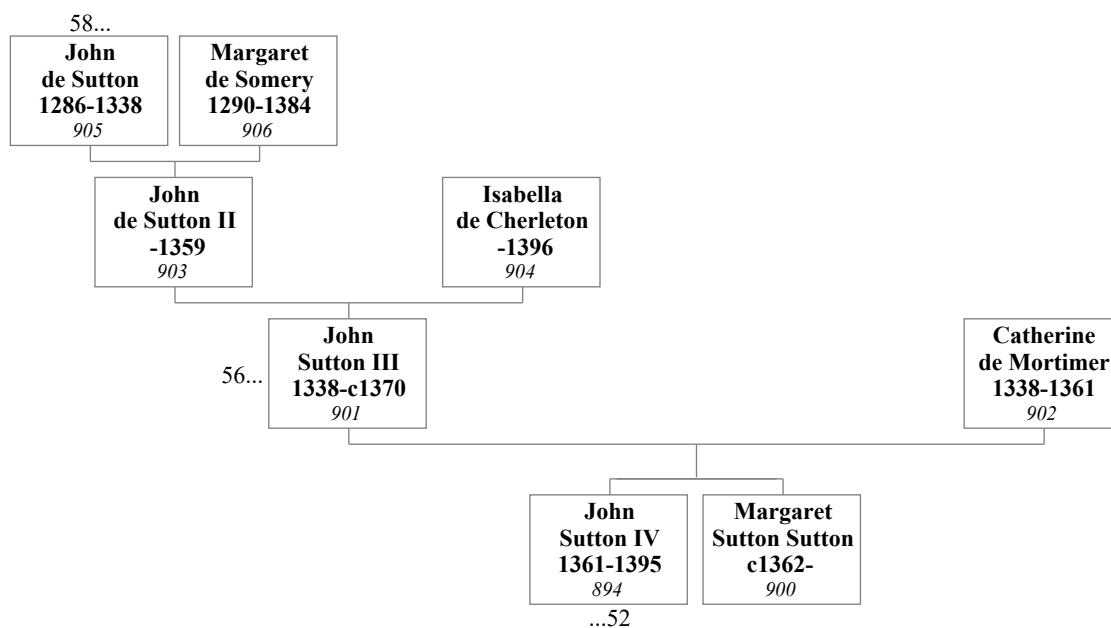 58...
John
de Sutton
1286-1338
905
Margaret
de Somery
1290-1384
906
John
de Sutton II
-1359
903
Isabella
de Cherleton
-1396
904
56...
John
Sutton III
1338-c1370
901
Catherine
de Mortimer
1338-1361
902
John
Sutton IV
1361-1395
894
Margaret
Sutton Sutton
c1362-
900
...52